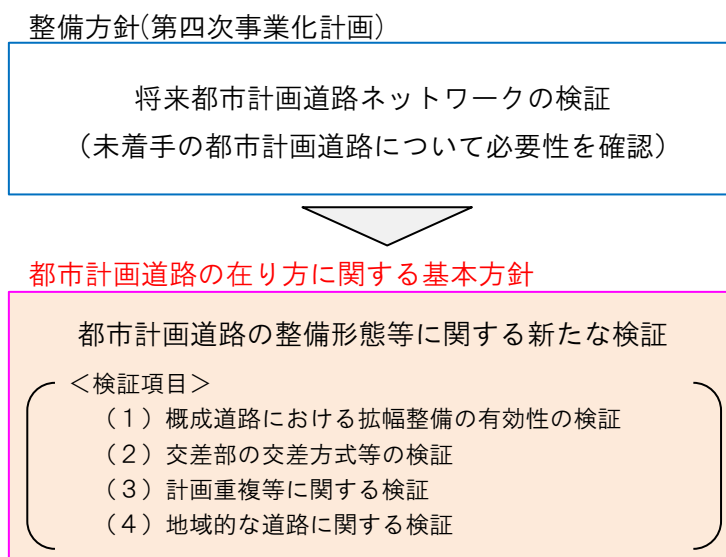 整備方針(第四次事業化計画)
将来都市計画道路ネットワークの検証
（未着手の都市計画道路について必要性を確認）
都市計画道路の在り方に関する基本方針
都市計画道路の整備形態等に関する新たな検証
＜検証項目＞
（１）概成道路における拡幅整備の有効性の検証
（２）交差部の交差方式等の検証
（３）計画重複等に関する検証
（４）地域的な道路に関する検証